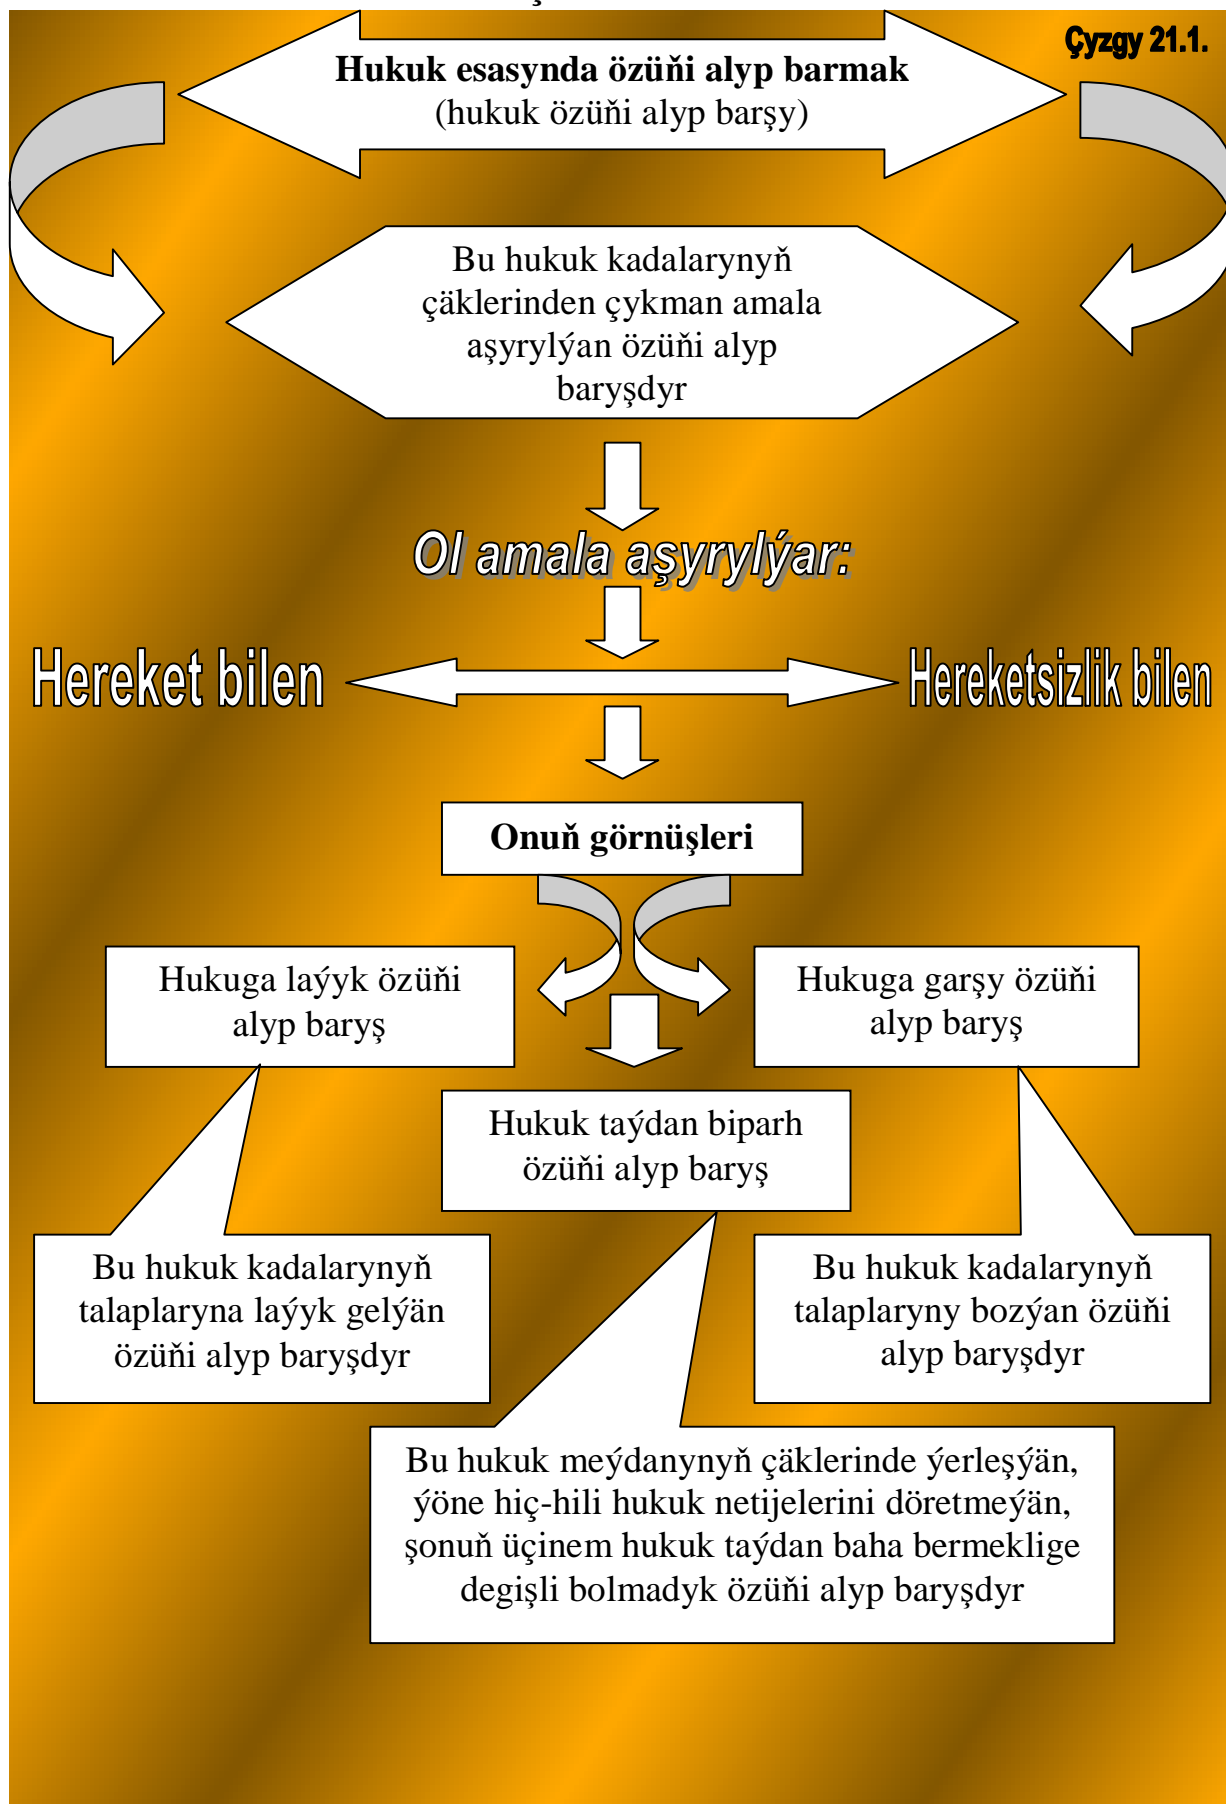 Çyzgy 21.1.
Hukuk esasynda özüňi alyp barmak
(hukuk özüňi alyp barşy)
Bu hukuk kadalarynyň
çäklerinden çykman amala
aşyrylýan özüňi alyp
baryşdyr
Ol amala aşyrylýar:
Hereket bilen
Hereketsizlik bilen
Onuň görnüşleri
Hukuga laýyk özüňi
alyp baryş
Hukuga garşy özüňi
alyp baryş
Hukuk taýdan biparh
özüňi alyp baryş
Bu hukuk kadalarynyň
talaplaryna laýyk gelýän
özüňi alyp baryşdyr
Bu hukuk kadalarynyň
talaplaryny bozýan özüňi
alyp baryşdyr
Bu hukuk meýdanynyň çäklerinde ýerleşýän,
ýöne hiç-hili hukuk netijelerini döretmeýän,
şonuň üçinem hukuk taýdan baha bermeklige
degişli bolmadyk özüňi alyp baryşdyr